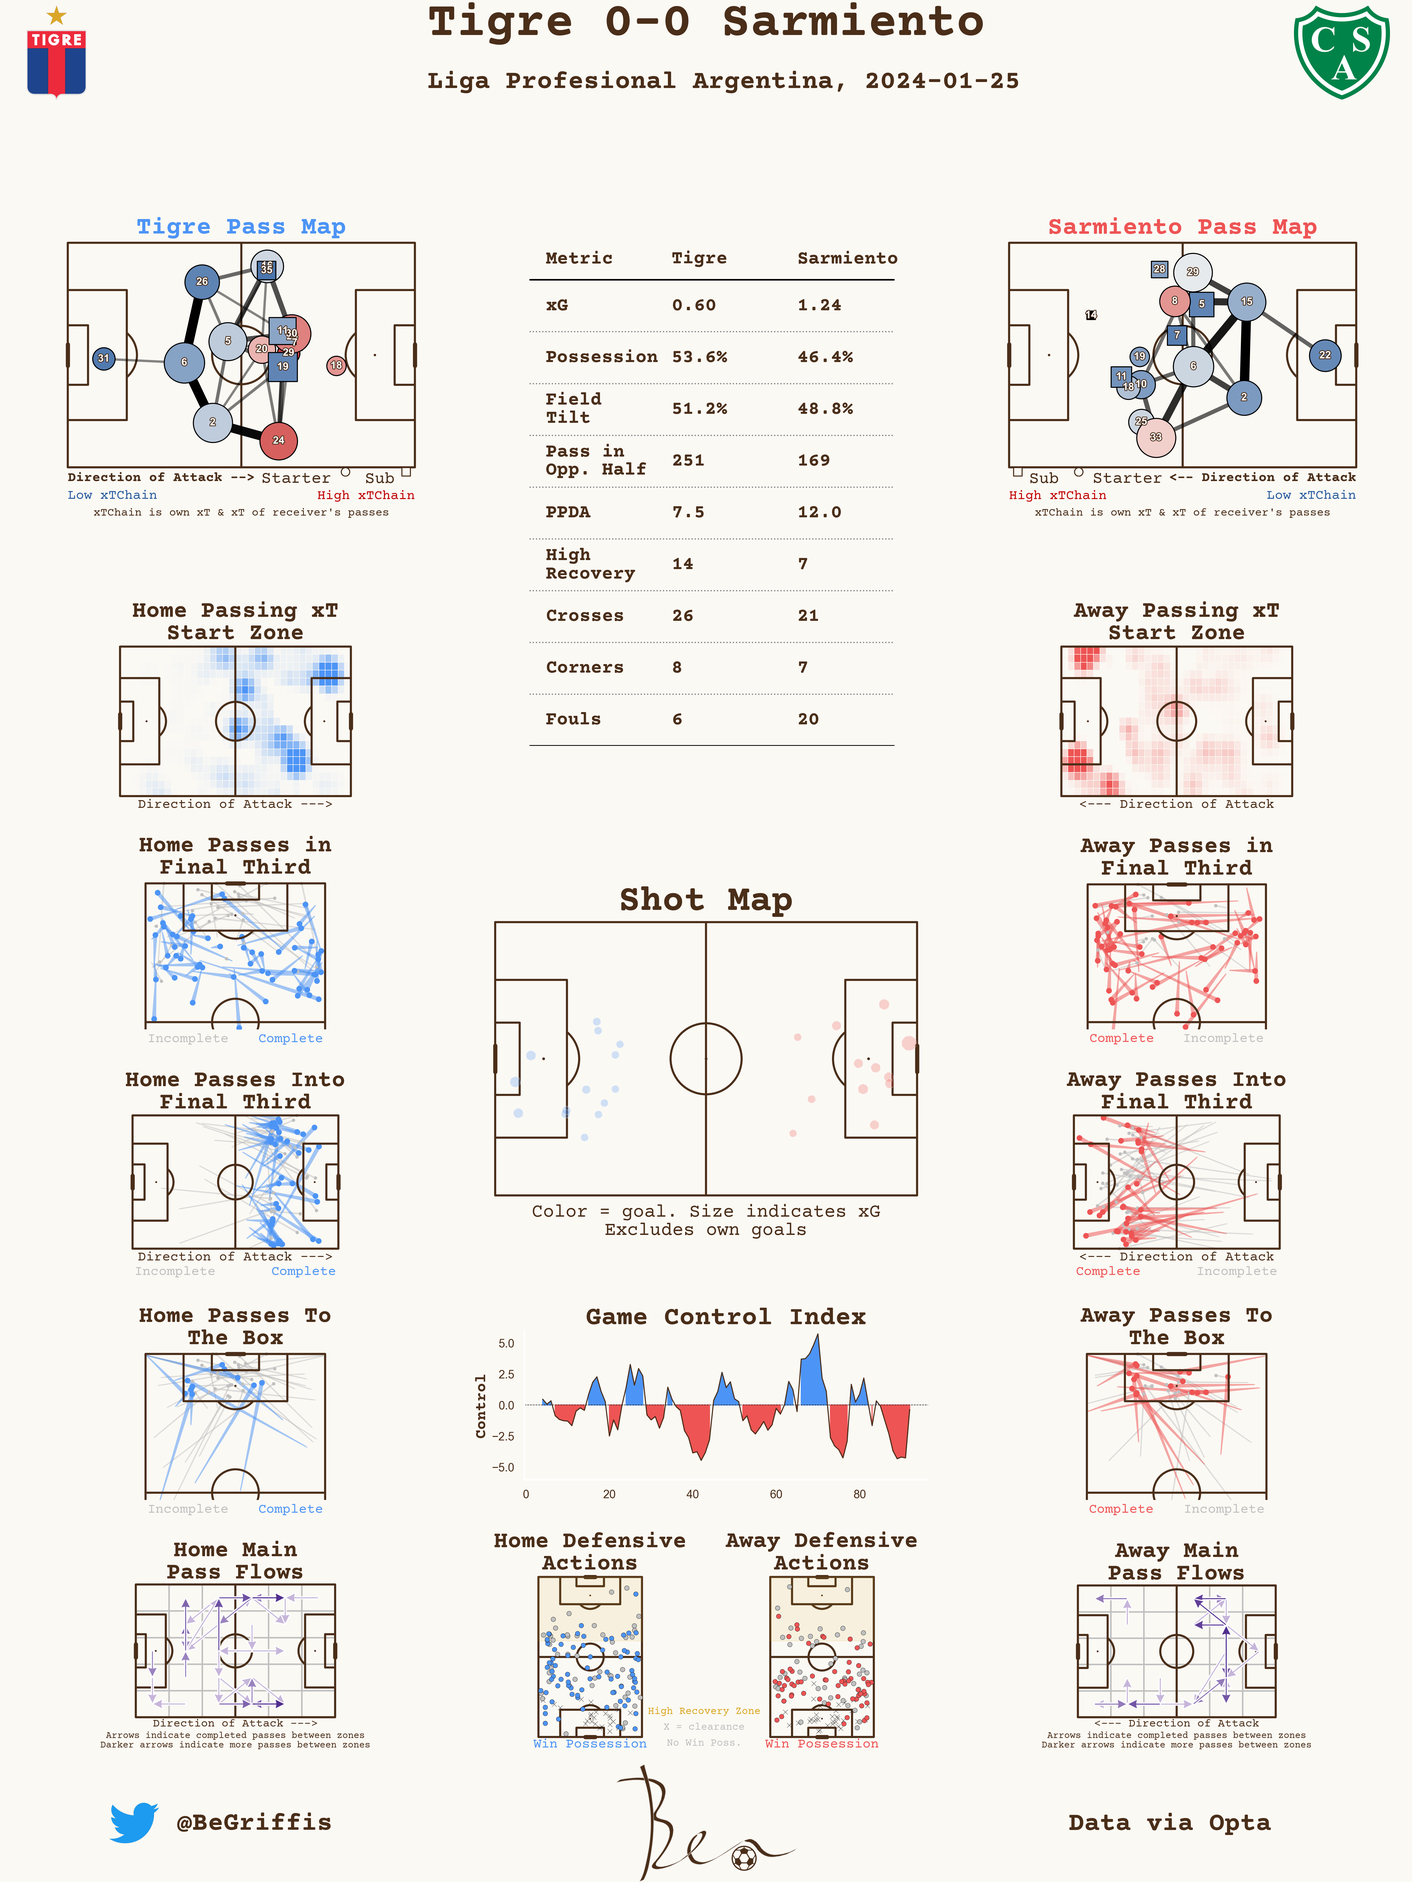 Tigre 0-0 Sarmiento
Liga Profesional Argentina, 2024-01-25
TIGRE
C S
A
Tigre Pass Map
26
35
31
6
5
11
30
7
20
29
19
18
2
24
Direction of Attack --> Starter Sub
Low xTChain High xTChain
xTChain is own xT & xT of receiver's passes
Metric Tigre Sarmiento
xG 0.60 1.24
Possession 53.6% 46.4%
Field
Tilt 51.2% 48.8%
Pass in
Opp. Half 251 169
PPDA 7.5 12.0
High
Recovery 14 7
Crosses 26 21
Corners 8 7
Fouls 6 20
Sarmiento Pass Map
28
29
8
5
15
14
7
19
22
6
11
18
10
2
25
33
Sub Starter <-- Direction of Attack
High xTChain Low xTChain
xTChain is own xT & xT of receiver's passes
Home Passing xT
Start Zone
Direction of Attack --->
Away Passing xT
Start Zone
<--- Direction of Attack
Home Passes in
Final Third
Incomplete Complete
Away Passes in
Final Third
Complete Incomplete
Shot Map
Color = goal. Size indicates xG
Excludes own goals
Home Passes Into
Final Third
Direction of Attack --->
Incomplete Complete
Away Passes Into
Final Third
<--- Direction of Attack
Complete Incomplete
Home Passes To
The Box
Incomplete Complete
Game Control Index
Control
5.0
2.5
0.0
−2.5
−5.0
0 20 40 60 80
Away Passes To
The Box
Complete Incomplete
Home Main
Pass Flows
Direction of Attack --->
Arrows indicate completed passes between zones
Darker arrows indicate more passes between zones
Home Defensive
Actions
Win Possession
High Recovery Zone
X = clearance
No Win Poss.
Away Defensive
Actions
Win Possession
Away Main
Pass Flows
<--- Direction of Attack
Arrows indicate completed passes between zones
Darker arrows indicate more passes between zones
@BeGriffis
Ben
Data via Opta